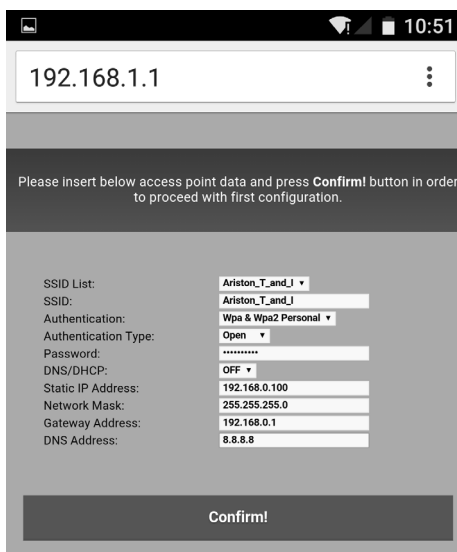 10:51
192.168.1.1
Please insert below access point data and press Confirm! button in order
to proceed with first configuration.
SSID List: Ariston_T_and_I
SSID: Ariston_T_and_I
Authentication: Wpa & Wpa2 Personal
Authentication Type: Open
Password: ••••••••••
DNS/DHCP: OFF
Static IP Address: 192.168.0.100
Network Mask: 255.255.255.0
Gateway Address: 192.168.0.1
DNS Address: 8.8.8.8
Confirm!